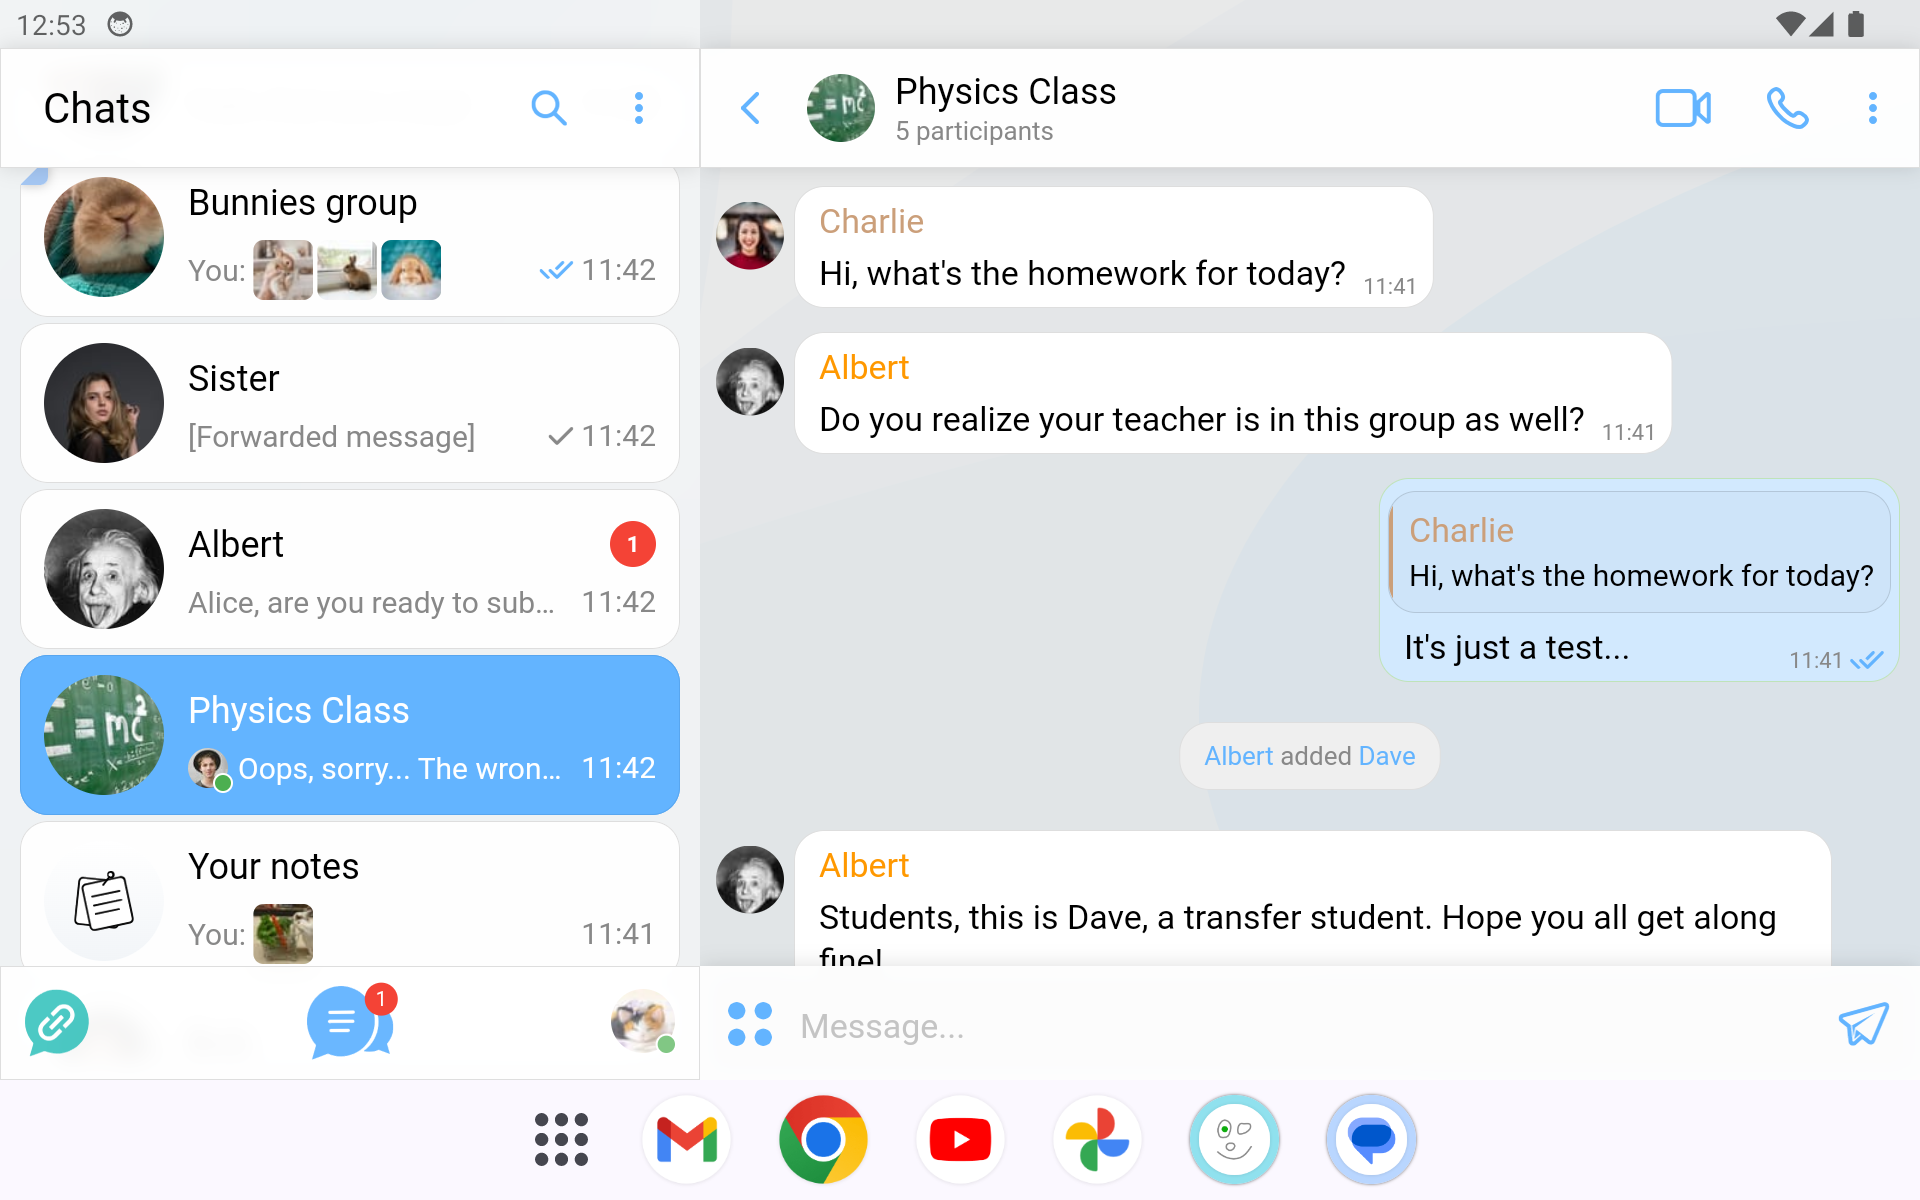 12:53
Chats
Bunnies group
You:
11:42
Sister
[Forwarded message]
11:42
Albert
1
Alice, are you ready to sub...
11:42
= mc²
Physics Class
Oops, sorry... The wron...
11:42
Your notes
You:
11:41
1
= mc²
Physics Class
5 participants
Charlie
Hi, what's the homework for today?
11:41
Albert
Do you realize your teacher is in this group as well?
11:41
Charlie
Hi, what's the homework for today?
It's just a test...
11:41
Albert added Dave
Albert
Students, this is Dave, a transfer student. Hope you all get along
fine!
Message...